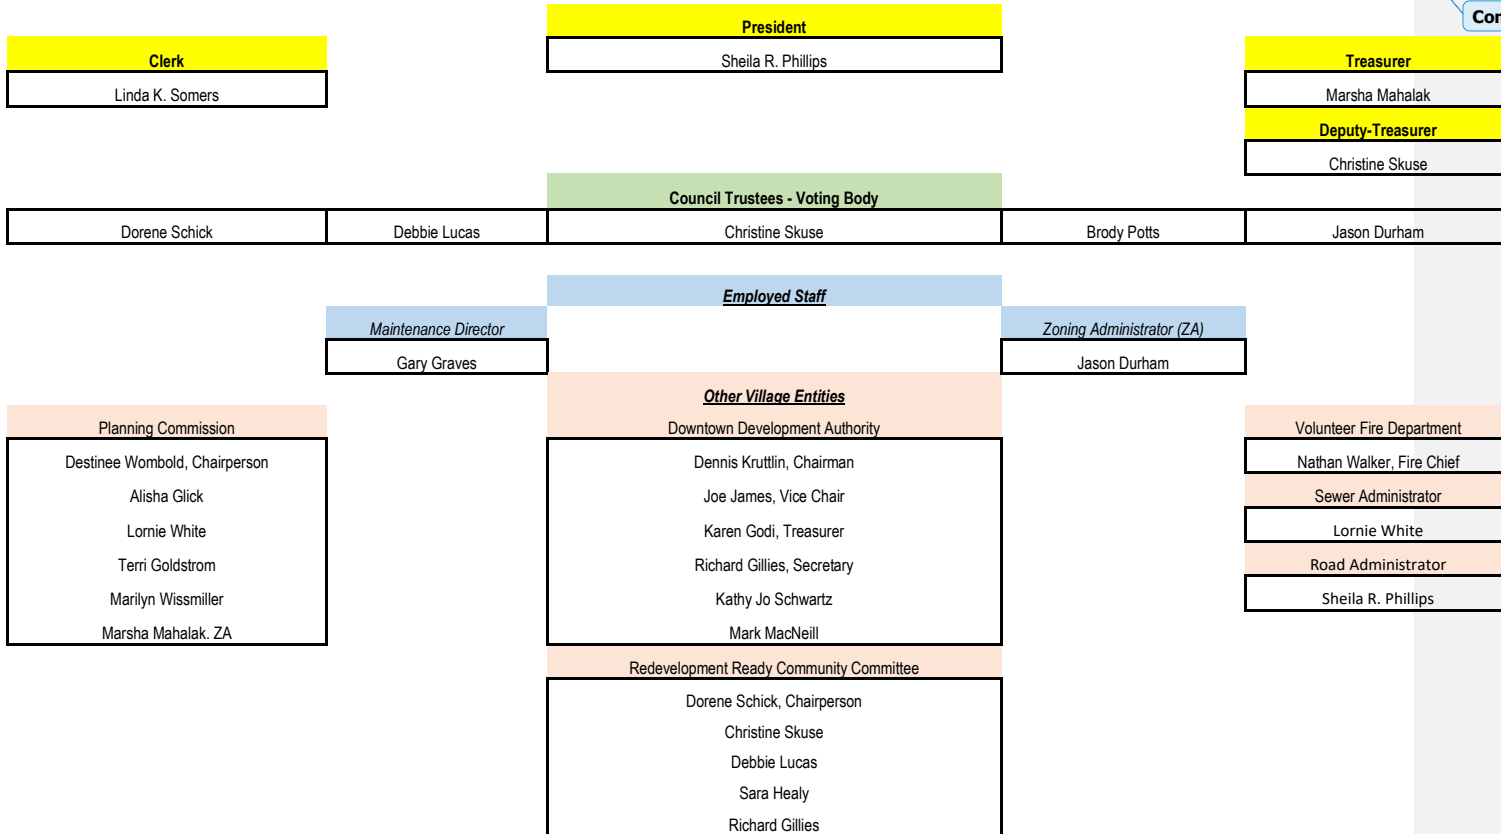 Con
President
Clerk
Sheila R. Phillips
Treasurer
Linda K. Somers
Marsha Mahalak
Deputy-Treasurer
Christine Skuse
Council Trustees - Voting Body
Dorene Schick Debbie Lucas Christine Skuse Brody Potts Jason Durham
Employed Staff
Maintenance Director Zoning Administrator (ZA)
Gary Graves Jason Durham
Other Village Entities
Planning Commission Downtown Development Authority Volunteer Fire Department
Destinee Wombold, Chairperson Dennis Kruttlin, Chairman Nathan Walker, Fire Chief
Alisha Glick Joe James, Vice Chair Sewer Administrator
Lornie White Karen Godi, Treasurer Lornie White
Terri Goldstrom Richard Gillies, Secretary Road Administrator
Marilyn Wissmiller Kathy Jo Schwartz Sheila R. Phillips
Marsha Mahalak. ZA Mark MacNeill
Redevelopment Ready Community Committee
Dorene Schick, Chairperson
Christine Skuse
Debbie Lucas
Sara Healy
Richard Gillies